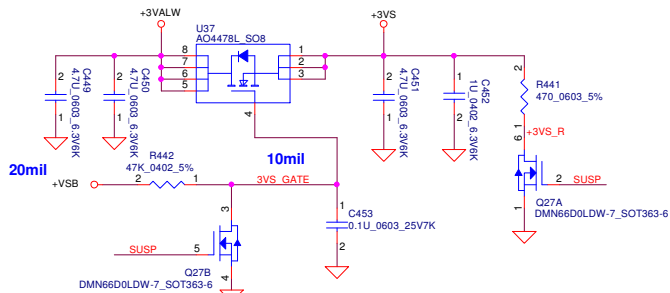 +3VALW
U37
AO4478L_SO8
+3VS
8
7
6
5
1
2
3
4
2
C449
4.7U_0603_6.3V6K
1
2
C450
4.7U_0603_6.3V6K
1
2
C451
4.7U_0603_6.3V6K
1
1
C452
1U_0402_6.3V6K
2
2
R441
470_0603_5%
1
+3VS_R
6
2
SUSP
1
Q27A
DMN66D0LDW-7_SOT363-6
20mil
10mil
R442
47K_0402_5%
+VSB
2
1
3VS_GATE
3
SUSP
5
4
Q27B
DMN66D0LDW-7_SOT363-6
1
C453
0.1U_0603_25V7K
2